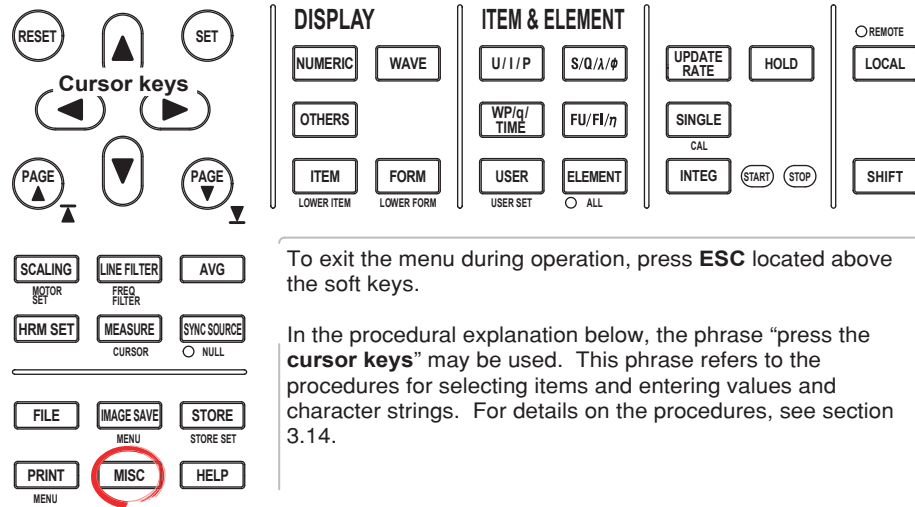 RESET
SET
Cursor keys
PAGE
PAGE
DISPLAY
NUMERIC WAVE
OTHERS
ITEM FORM
LOWER ITEM LOWER FORM
ITEM & ELEMENT
U / I / P S/Q/λ/ϕ
WP/q/
TIME
FU/FI/η
USER ELEMENT
USER SET ALL
UPDATE
RATE
HOLD
SINGLE
CAL
INTEG START STOP
REMOTE
LOCAL
SHIFT
SCALING LINE FILTER AVG
MOTOR
SET
FREQ
FILTER
HRM SET MEASURE SYNC SOURCE
CURSOR NULL
FILE IMAGE SAVE STORE
MENU STORE SET
PRINT MISC HELP
MENU
To exit the menu during operation, press ESC located above
the soft keys.
In the procedural explanation below, the phrase “press the
cursor keys” may be used. This phrase refers to the
procedures for selecting items and entering values and
character strings. For details on the procedures, see section
3.14.